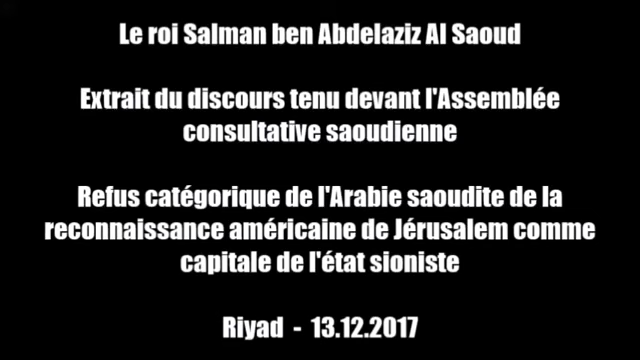 Le roi Salman ben Abdelaziz Al Saoud
Extrait du discours tenu devant l'Assemblée
consultative saoudienne
Refus catégorique de l'Arabie saoudite de la
reconnaissance américaine de Jérusalem comme
capitale de l'état sioniste
Riyad - 13.12.2017